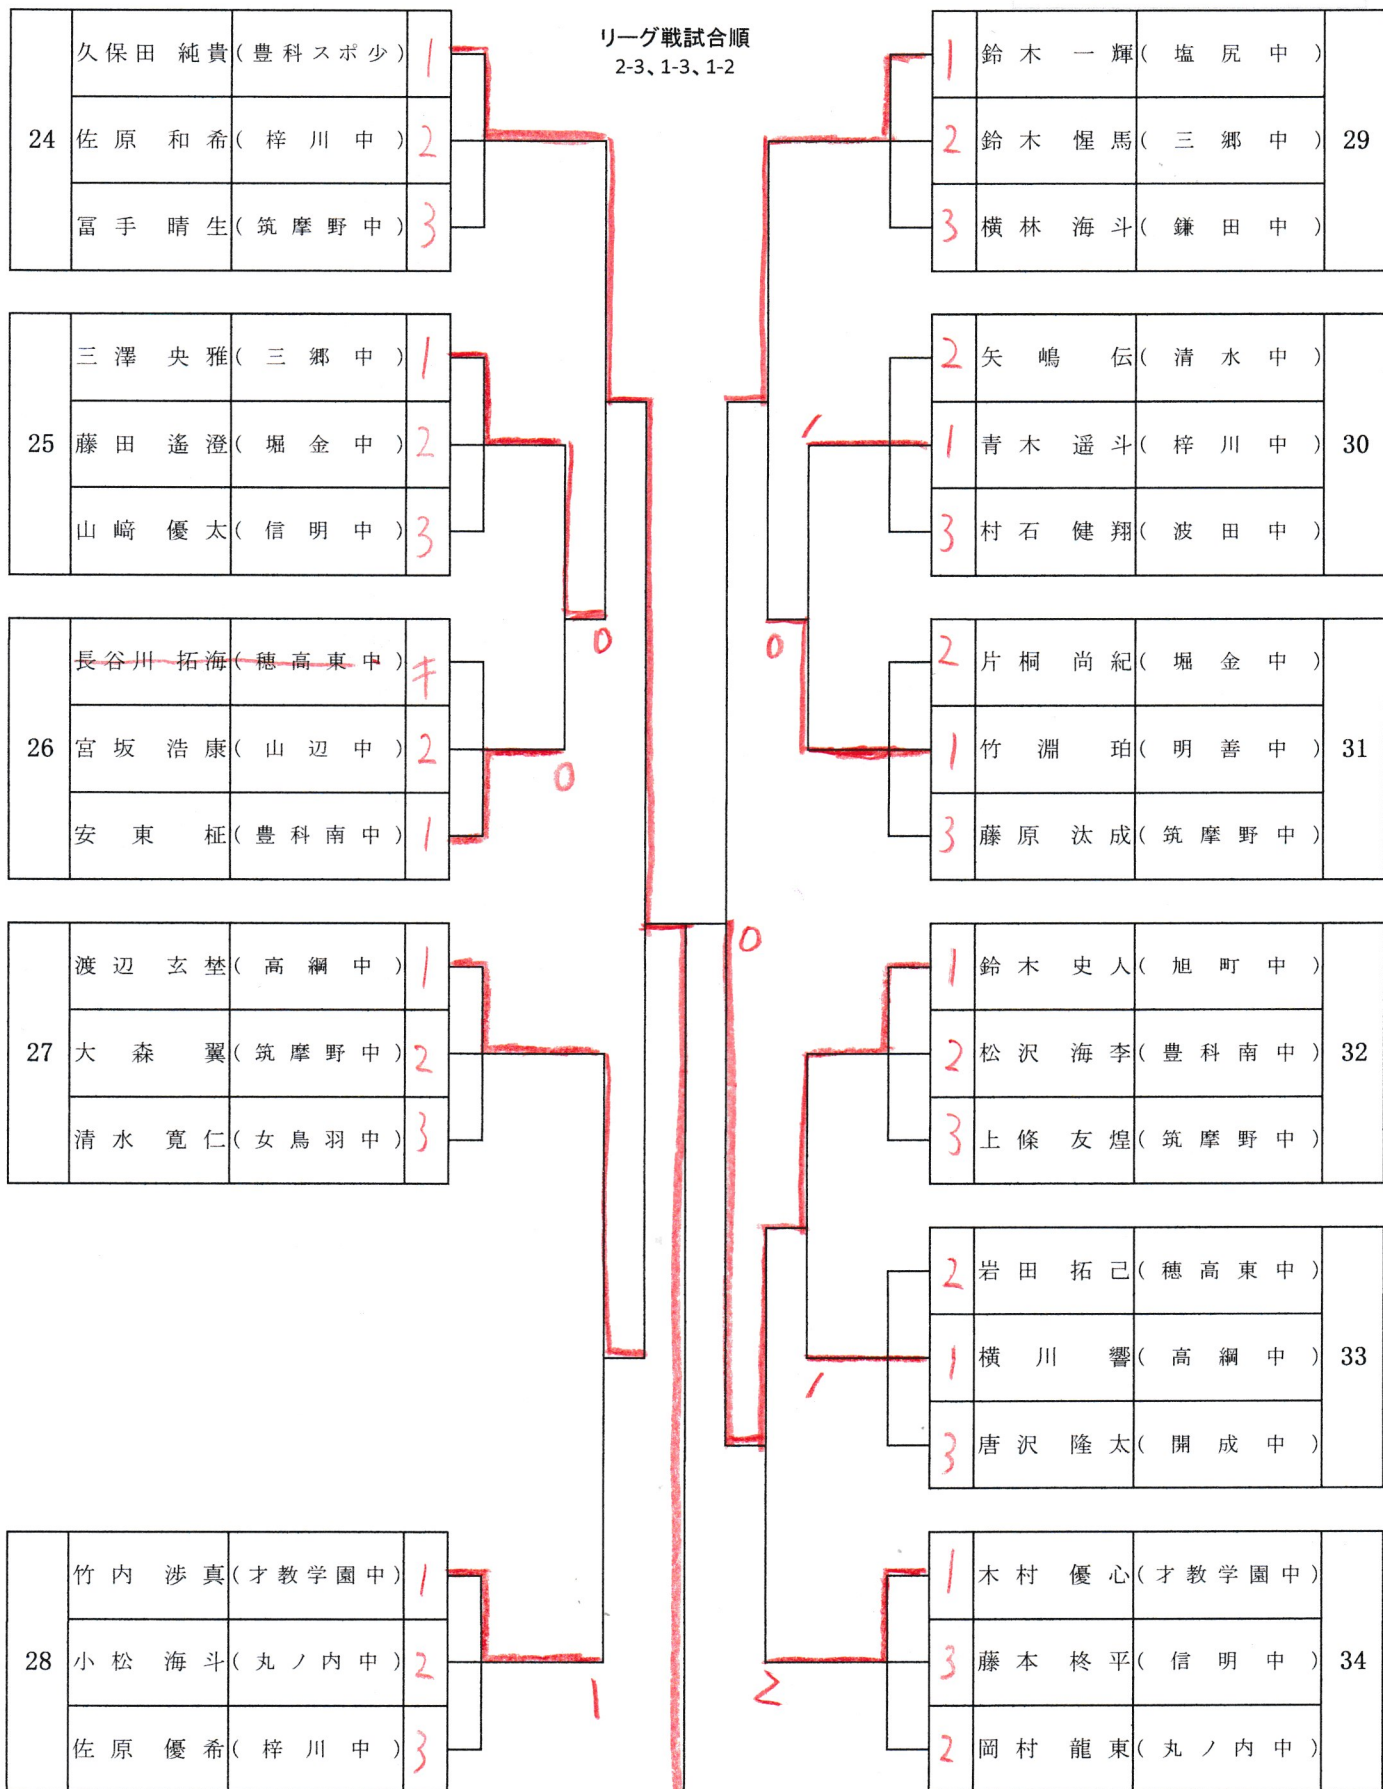 リーグ戦試合順
2-3、1-3、1-2
24
久保田 純貴 (豊科スポ少) 1
佐原 和希 (梓川中) 2
冨手 晴生 (筑摩野中) 3
25
三澤 央雅 (三郷中) 1
藤田 遙澄 (堀金中) 2
山﨑 優太 (信明中) 3
0
26
長谷川 拓海 (穂高東中) キ
宮坂 浩康 (山辺中) 2
安東 柾 (豊科南中) 1
0
27
渡辺 玄埜 (高綱中) 1
大森 翼 (筑摩野中) 2
清水 寛仁 (女鳥羽中) 3
28
竹内 渉真 (才教学園中) 1
小松 海斗 (丸ノ内中) 2
佐原 優希 (梓川中) 3
1
1 鈴木 一輝 (塩尻中)
2 鈴木 惺馬 (三郷中)
3 横林 海斗 (鎌田中)
29
1
2 矢嶋 伝 (清水中)
1 青木 遥斗 (梓川中)
3 村石 健翔 (波田中)
30
0
2 片桐 尚紀 (堀金中)
1 竹淵 珀 (明善中)
3 藤原 汰成 (筑摩野中)
31
0
1 鈴木 史人 (旭町中)
2 松沢 海李 (豊科南中)
3 上條 友煌 (筑摩野中)
32
2 岩田 拓己 (穂高東中)
1 横川 響 (高綱中)
3 唐沢 隆太 (開成中)
33
1
1 木村 優心 (才教学園中)
3 藤本 柊平 (信明中)
2 岡村 龍東 (丸ノ内中)
34
2